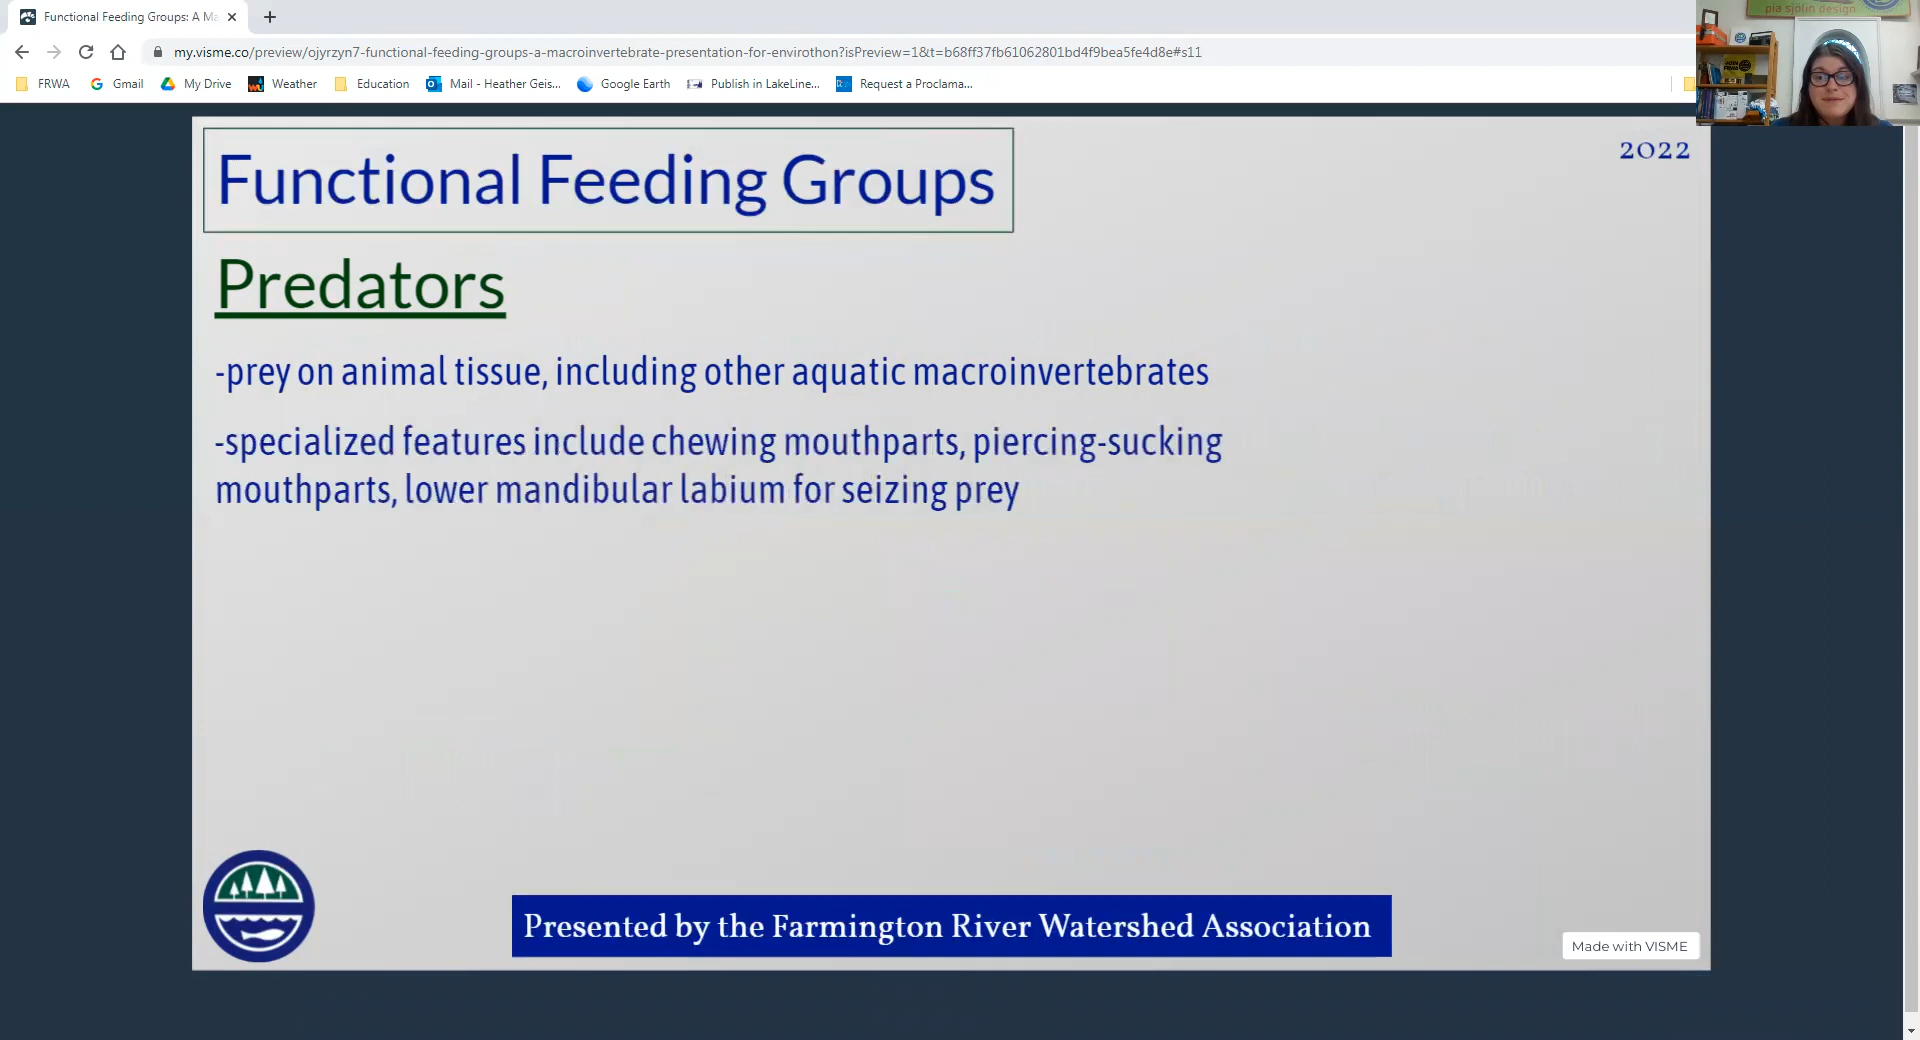 Functional Feeding Groups: A Ma
my.visme.co/preview/ojyrzyn7-functional-feeding-groups-a-macroinvertebrate-presentation-for-envirothon?isPreview=1&t=b68ff37fb61062801bd4f9bea5fe4d8e#s11
FRWA Gmail My Drive Weather Education Mail - Heather Geis... Google Earth Publish in LakeLine... Request a Proclama...
pia sjölin design
Functional Feeding Groups
2022
Predators
-prey on animal tissue, including other aquatic macroinvertebrates
-specialized features include chewing mouthparts, piercing-sucking
mouthparts, lower mandibular labium for seizing prey
Presented by the Farmington River Watershed Association
Made with VISME